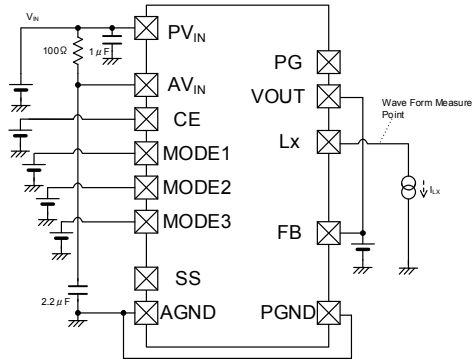 VIN
PVIN
100Ω
1μF
PG
AVIN
VOUT
CE
Wave Form Measure
Point
Lx
MODE1
MODE2
ILX
MODE3
FB
SS
2.2μF
AGND
PGND